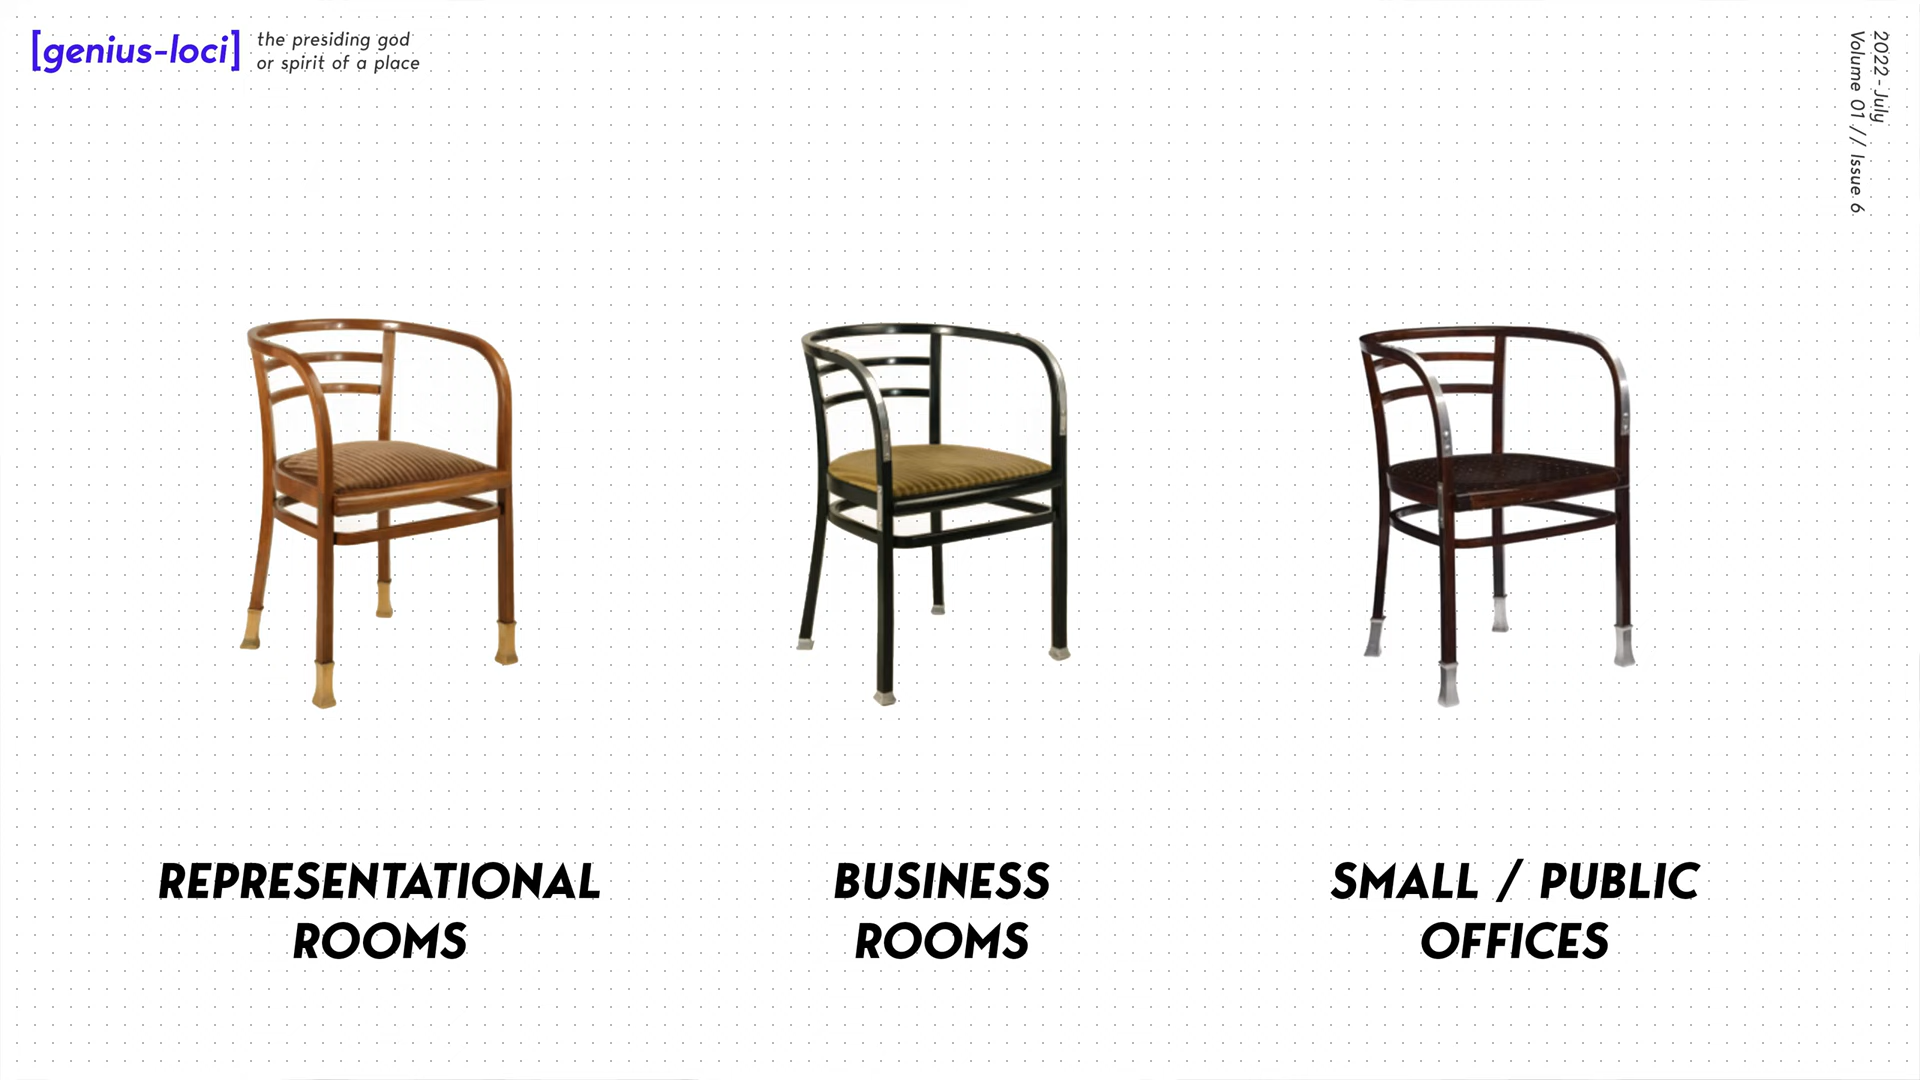 [genius-loci]
the presiding god
or spirit of a place
2022 - July
Volume 01 // Issue 6
REPRESENTATIONAL
ROOMS
BUSINESS
ROOMS
SMALL / PUBLIC
OFFICES